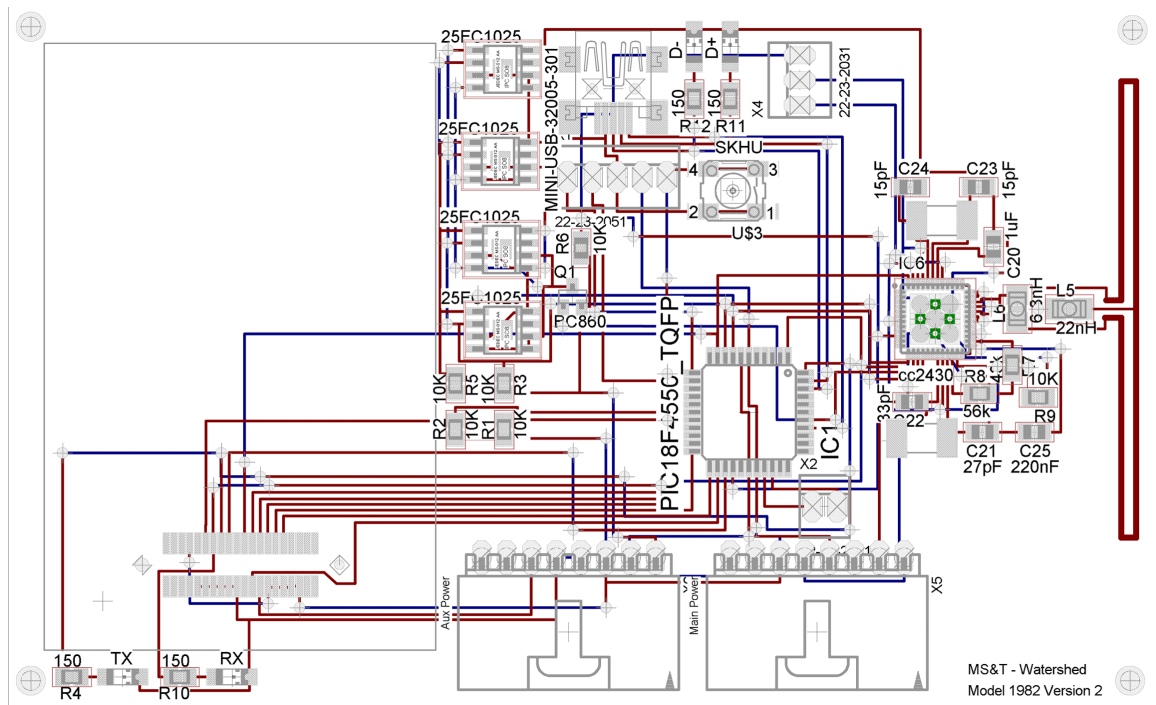 25FC1025
D-
D+
22-23-2031
X4
150
150
R12
R11
MINI-USB-32005-301
25FC1025
SKHU
4
3
2
1
U$3
22-23-2051
C24
C23
15pF
15pF
.1uF
C20
25FC1025
R6
10K
Q1
PC860
25FC1025
IC6
cc2430
L6
L5
22nH
R8
56k
10K
R9
33pF
C22
C21
27pF
C25
220nF
10K
R5
10K
R3
R2
10K
R1
10K
PIC18F4550_TQFP
IC1
X2
Aux Power
Main Power
X5
150
TX
150
RX
R4
R10
MS&T - Watershed
Model 1982 Version 2